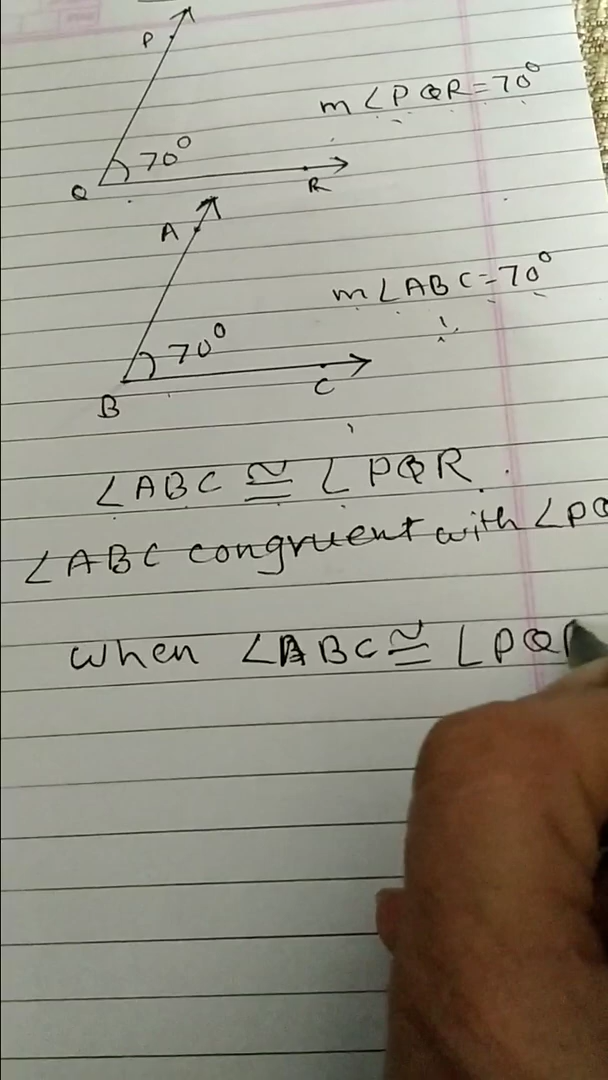 P
m∠PQR=70°
70°
Q
R
A
m∠ABC=70°
70°
B
C
∠ABC ≅ ∠PQR.
∠ABC congruent with ∠PQ
when ∠ABC ≅ ∠PQ